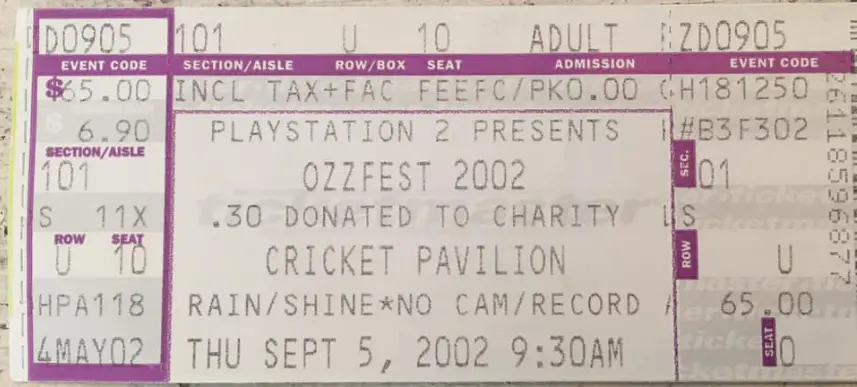 D0905 101 U 10 ADULT ZD0905
EVENT CODE SECTION/AISLE ROW/BOX SEAT ADMISSION EVENT CODE
$65.00 INCL TAX+FAC FEEFC/PK0.00 CH181250
$ 6.90 PLAYSTATION 2 PRESENTS #B3F302
SECTION/AISLE SEC.
101 OZZFEST 2002 01
S 11X .30 DONATED TO CHARITY S
ROW SEAT ROW
U 10 CRICKET PAVILION U
HPA118 RAIN/SHINE*NO CAM/RECORD 65.00
SEAT
4MAY02 THU SEPT 5, 2002 9:30AM 0
ticketmaster